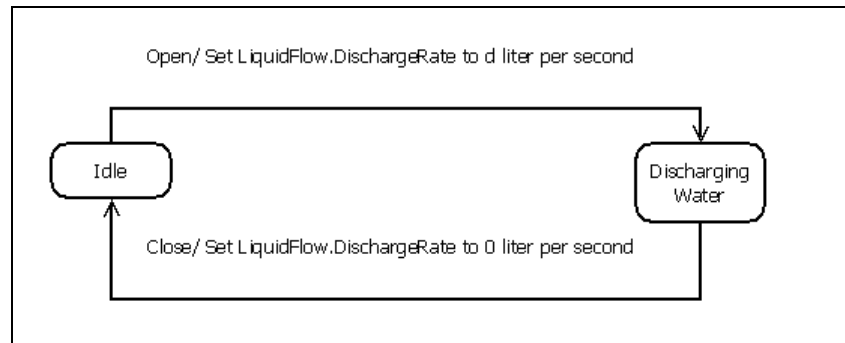 Open/ Set LiquidFlow.DischargeRate to d liter per second
Idle
Discharging
Water
Close/ Set LiquidFlow.DischargeRate to 0 liter per second